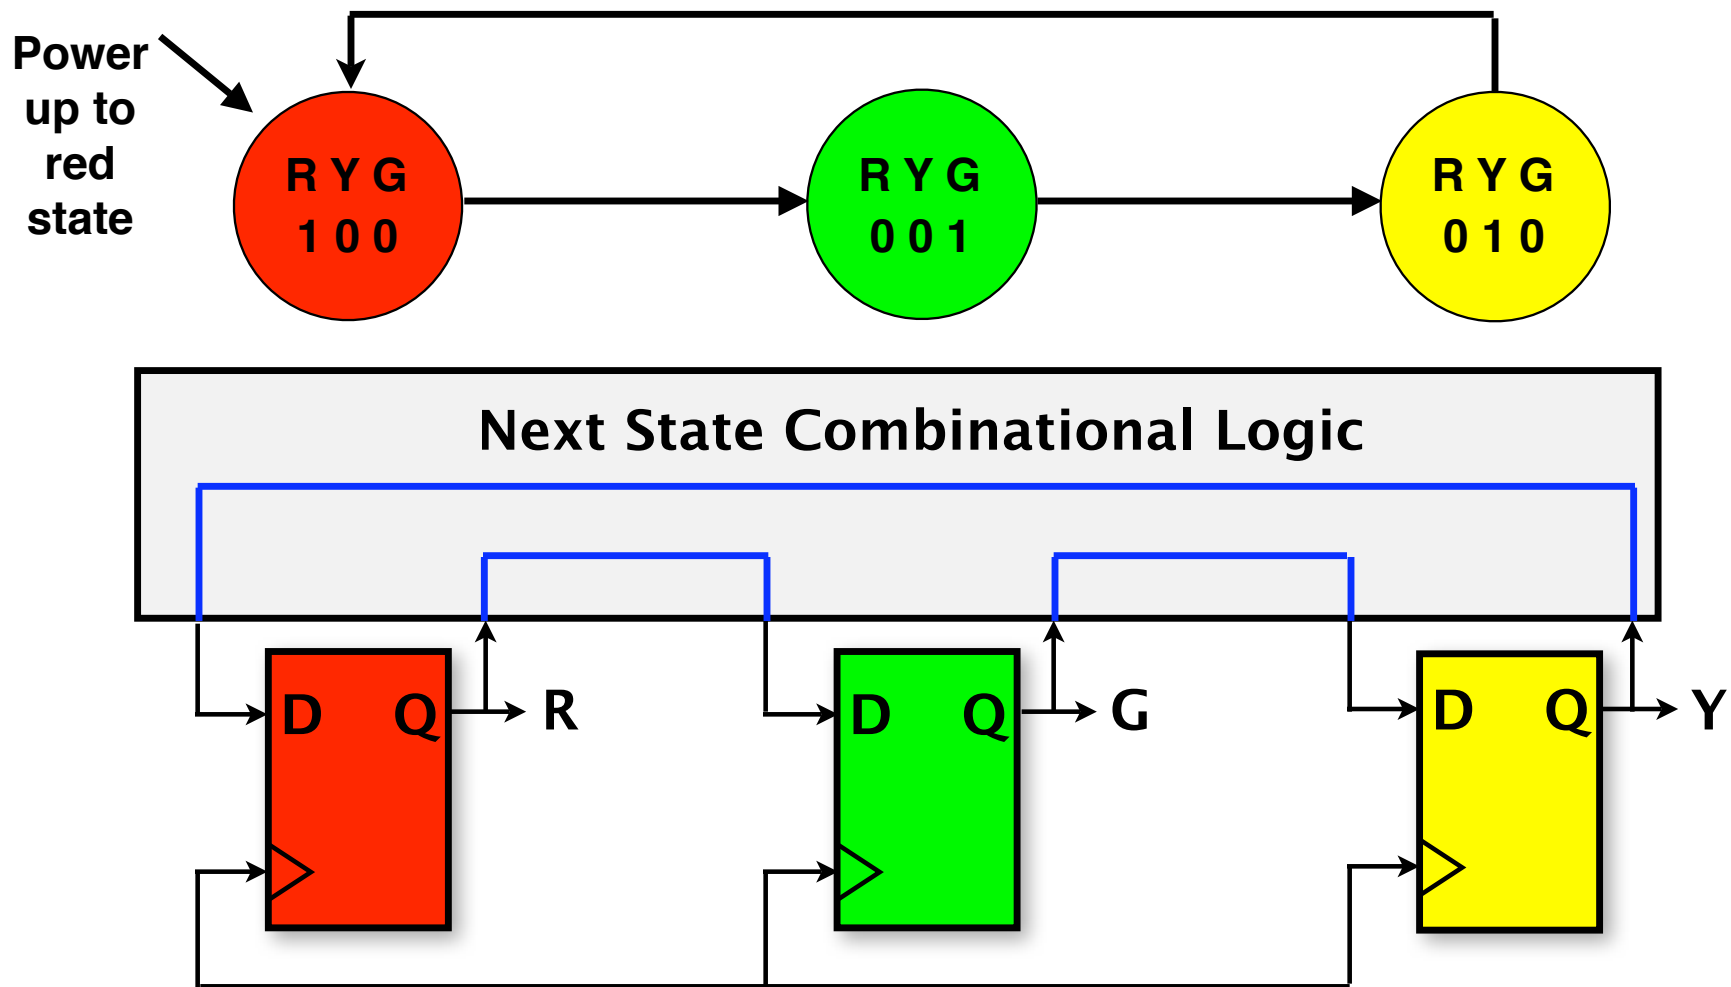 Power
up to
red
state
R Y G
1 0 0
R Y G
0 0 1
R Y G
0 1 0
Next State Combinational Logic
D Q R
D Q G
D Q Y